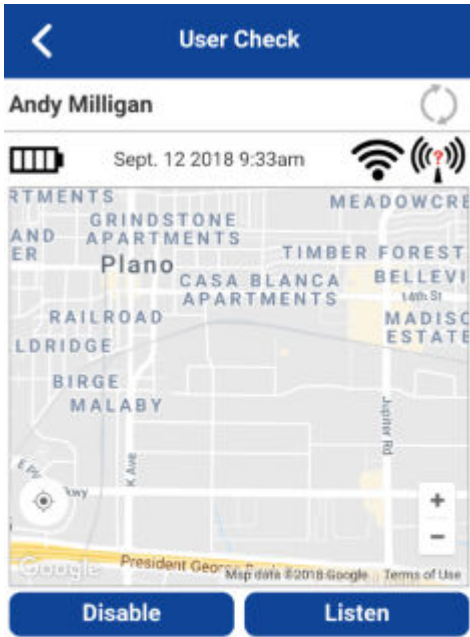 User Check
Andy Milligan
Sept. 12 2018 9:33am
?
RTMENTS
MEADOWCRE
GRINDSTONE
APARTMENTS
AND
ER
TIMBER FOREST
Plano
CASA BLANCA
APARTMENTS
BELLEVI
14th St
RAILROAD
MADISO
ESTATE
LDRIDGE
BIRGE
MALABY
Jupiter Rd
K Ave
+
−
Google
President George
Map data ©2018 Google
Terms of Use
Disable
Listen